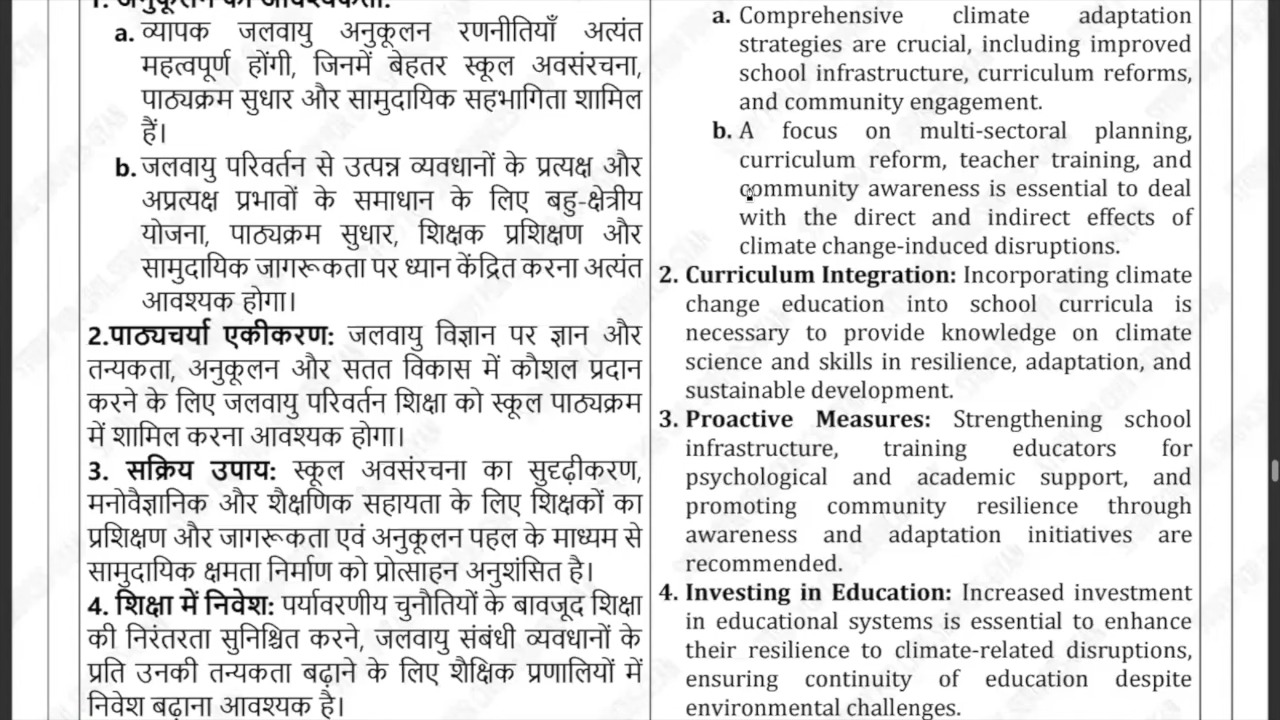 1. अनुकूलन की आवश्यकता:
a. व्यापक जलवायु अनुकूलन रणनीतियाँ अत्यंत
महत्वपूर्ण होंगी, जिनमें बेहतर स्कूल अवसंरचना,
पाठ्यक्रम सुधार और सामुदायिक सहभागिता शामिल
हैं।
b. जलवायु परिवर्तन से उत्पन्न व्यवधानों के प्रत्यक्ष और
अप्रत्यक्ष प्रभावों के समाधान के लिए बहु-क्षेत्रीय
योजना, पाठ्यक्रम सुधार, शिक्षक प्रशिक्षण और
सामुदायिक जागरूकता पर ध्यान केंद्रित करना अत्यंत
आवश्यक होगा।
2.पाठ्यचर्या एकीकरण: जलवायु विज्ञान पर ज्ञान और
तन्यकता, अनुकूलन और सतत विकास में कौशल प्रदान
करने के लिए जलवायु परिवर्तन शिक्षा को स्कूल पाठ्यक्रम
में शामिल करना आवश्यक होगा।
3. सक्रिय उपाय: स्कूल अवसंरचना का सुदृढ़ीकरण,
मनोवैज्ञानिक और शैक्षणिक सहायता के लिए शिक्षकों का
प्रशिक्षण और जागरूकता एवं अनुकूलन पहल के माध्यम से
सामुदायिक क्षमता निर्माण को प्रोत्साहन अनुशंसित है।
4. शिक्षा में निवेश: पर्यावरणीय चुनौतियों के बावजूद शिक्षा
की निरंतरता सुनिश्चित करने, जलवायु संबंधी व्यवधानों के
प्रति उनकी तन्यकता बढ़ाने के लिए शैक्षिक प्रणालियों में
निवेश बढ़ाना आवश्यक है।
a. Comprehensive climate adaptation
strategies are crucial, including improved
school infrastructure, curriculum reforms,
and community engagement.
b. A focus on multi-sectoral planning,
curriculum reform, teacher training, and
community awareness is essential to deal
with the direct and indirect effects of
climate change-induced disruptions.
2. Curriculum Integration: Incorporating climate
change education into school curricula is
necessary to provide knowledge on climate
science and skills in resilience, adaptation, and
sustainable development.
3. Proactive Measures: Strengthening school
infrastructure, training educators for
psychological and academic support, and
promoting community resilience through
awareness and adaptation initiatives are
recommended.
4. Investing in Education: Increased investment
in educational systems is essential to enhance
their resilience to climate-related disruptions,
ensuring continuity of education despite
environmental challenges.